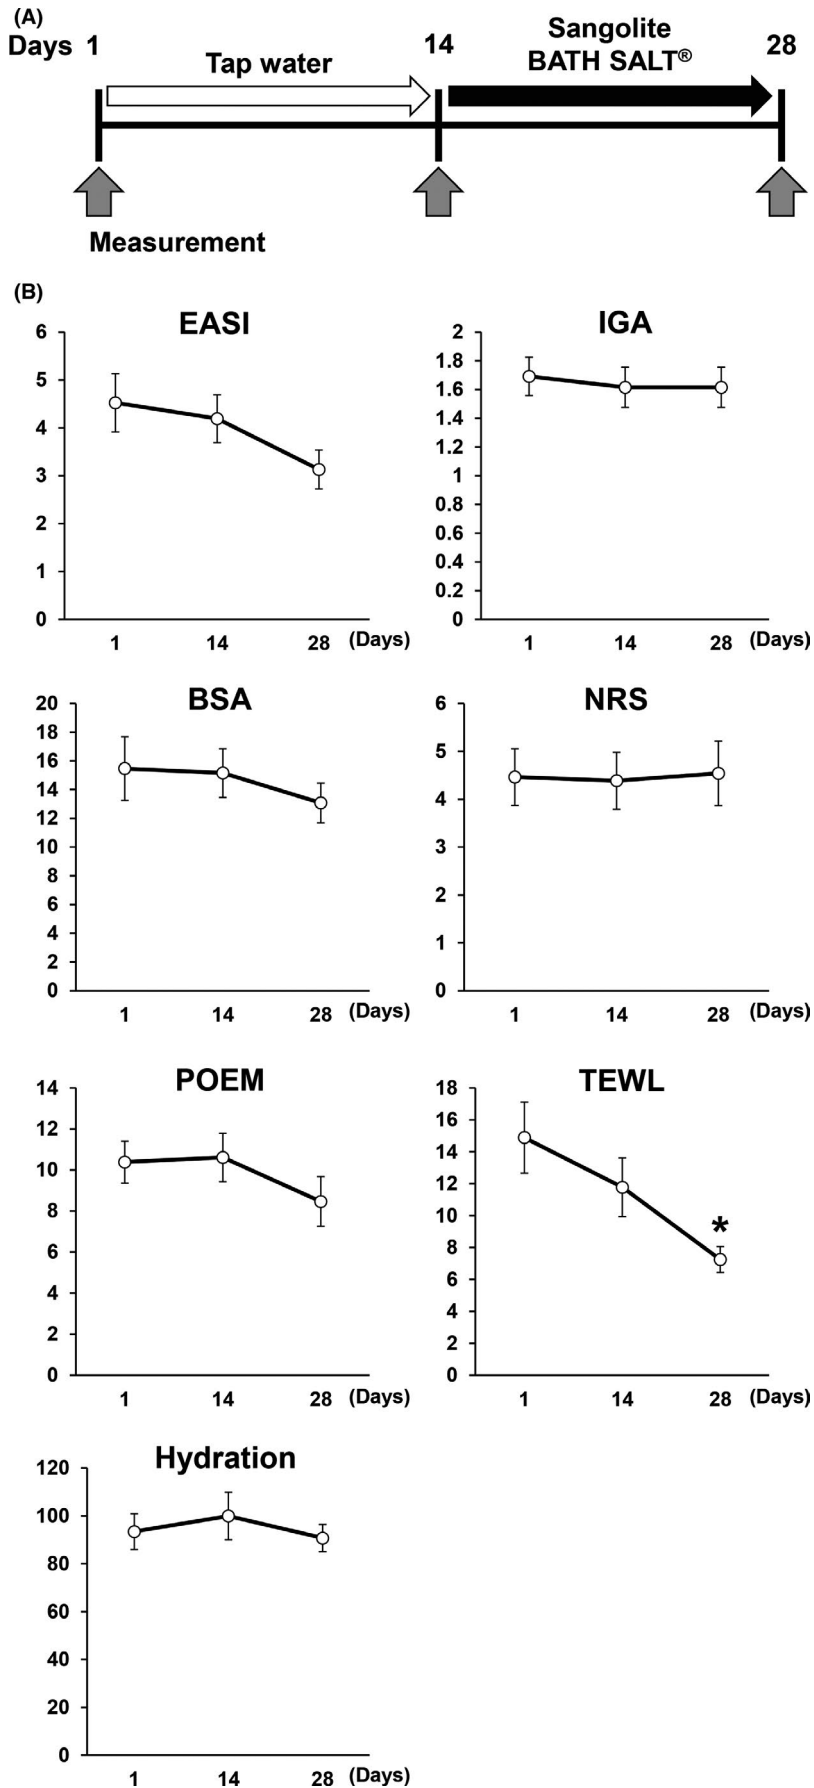 (A)
Days 1 14 28
Tap water
Sangolite
BATH SALT®
Measurement
(B)
EASI
6
5
4
3
2
1
0
1 14 28 (Days)
IGA
2
1.8
1.6
1.4
1.2
1
0.8
0.6
0.4
0.2
0
1 14 28 (Days)
BSA
20
18
16
14
12
10
8
6
4
2
0
1 14 28 (Days)
NRS
6
5
4
3
2
1
0
1 14 28 (Days)
POEM
14
12
10
8
6
4
2
0
1 14 28 (Days)
TEWL
18
16
14
12
10
8
6
4
2
0
*
1 14 28 (Days)
Hydration
120
100
80
60
40
20
0
1 14 28 (Days)